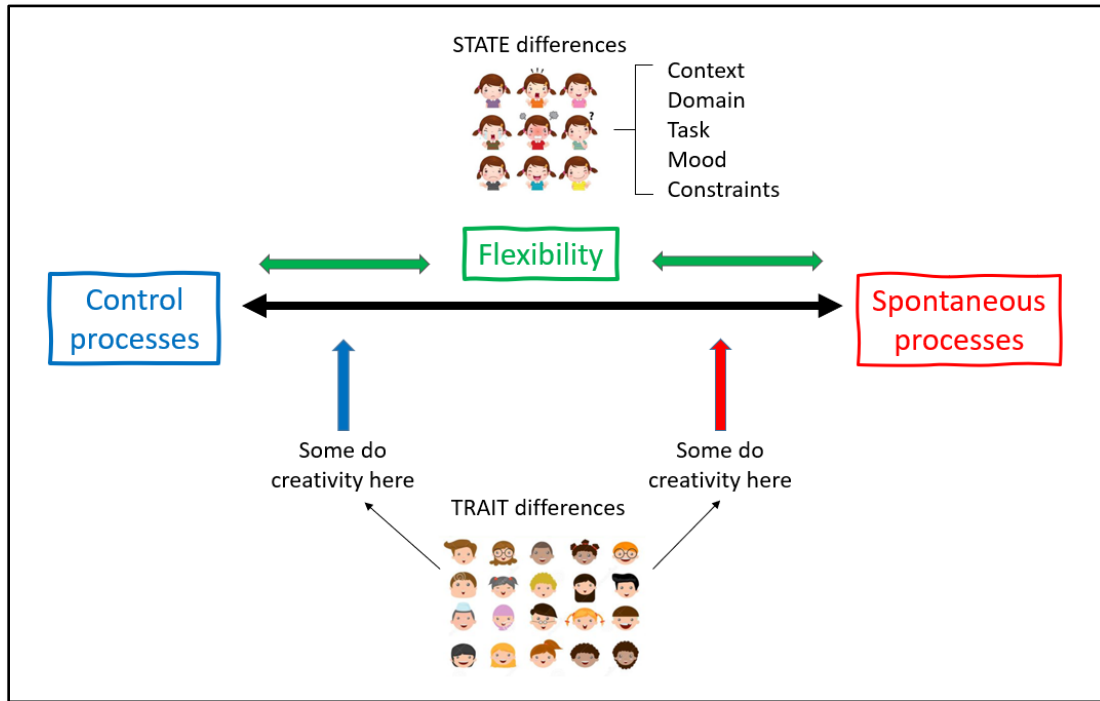 STATE differences
Context
Domain
Task
Mood
Constraints
?
Flexibility
Control
processes
Spontaneous
processes
Some do
creativity here
Some do
creativity here
TRAIT differences